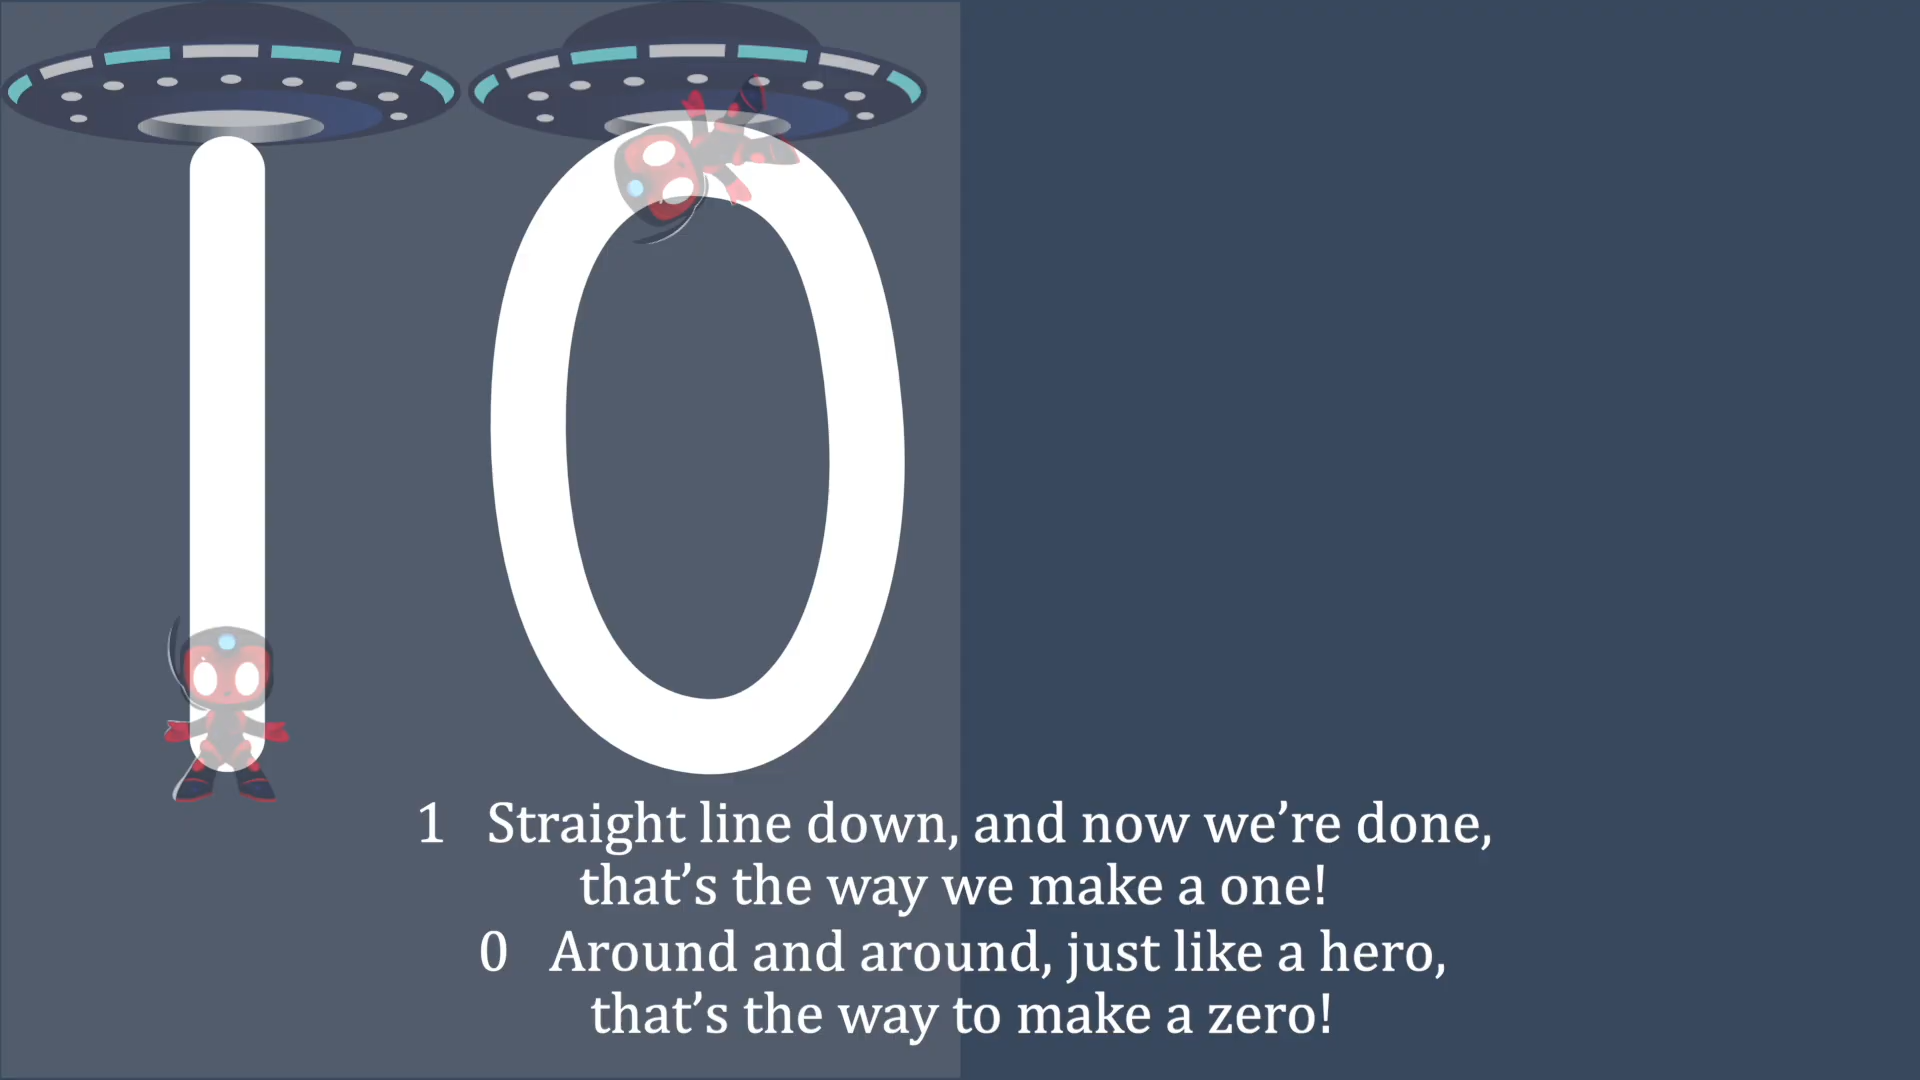 10
1 Straight line down, and now we’re done,
that’s the way we make a one!
0 Around and around, just like a hero,
that’s the way to make a zero!